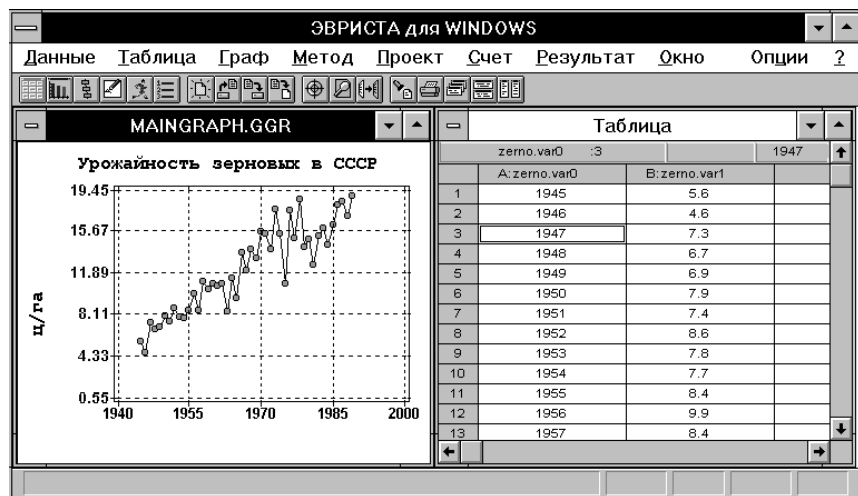 ЭВРИСТА для WINDOWS
Данные Таблица Граф Метод Проект Счет Результат Окно Опции ?
MAINGRAPH.GGR
Урожайность зерновых в СССР
ц/га
19.45
15.67
11.89
8.11
4.33
0.55
1940 1955 1970 1985 2000
Таблица
zerno.var0 :3 1947
A:zerno.var0 B:zerno.var1
1 1945 5.6
2 1946 4.6
3 1947 7.3
4 1948 6.7
5 1949 6.9
6 1950 7.9
7 1951 7.4
8 1952 8.6
9 1953 7.8
10 1954 7.7
11 1955 8.4
12 1956 9.9
13 1957 8.4